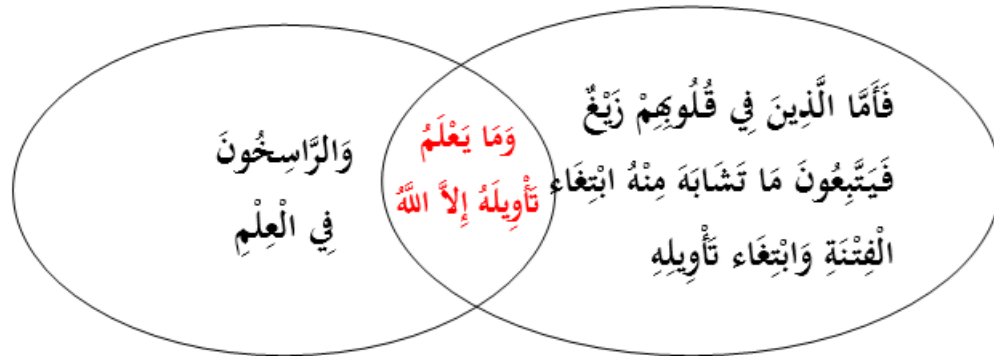 فَأَمَّا الَّذِينَ فِي قُلُوبِهِمْ زَيْغٌ
فَيَتَّبِعُونَ مَا تَشَابَهَ مِنْهُ ابْتِغَاء
الْفِتْنَةِ وَابْتِغَاء تَأْوِيلِهِ
وَمَا يَعْلَمُ
تَأْوِيلَهُ إِلاَّ اللَّهُ
وَالرَّاسِخُونَ
فِي الْعِلْمِ